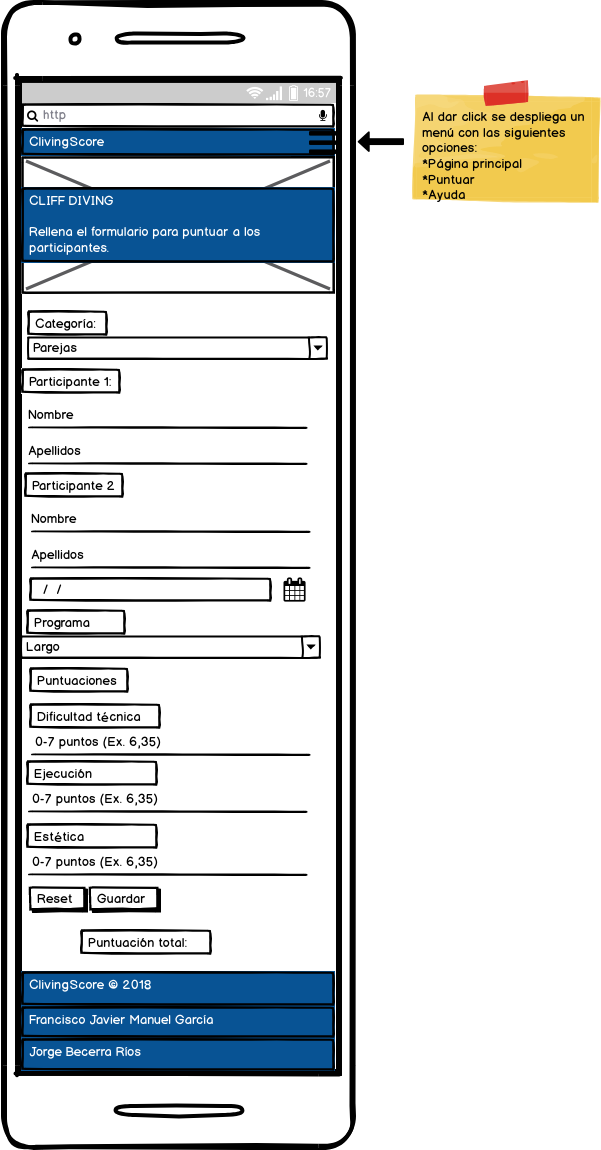 16:57
http
ClivingScore
Al dar click se despliega un
menú con las siguientes
opciones:
*Página principal
*Puntuar
*Ayuda
CLIFF DIVING
Rellena el formulario para puntuar a los
participantes.
Categoría:
Parejas
Participante 1:
Nombre
Apellidos
Participante 2
Nombre
Apellidos
/ /
Programa
Largo
Puntuaciones
Dificultad técnica
0-7 puntos (Ex. 6,35)
Ejecución
0-7 puntos (Ex. 6,35)
Estética
0-7 puntos (Ex. 6,35)
Reset Guardar
Puntuación total:
ClivingScore © 2018
Francisco Javier Manuel García
Jorge Becerra Ríos